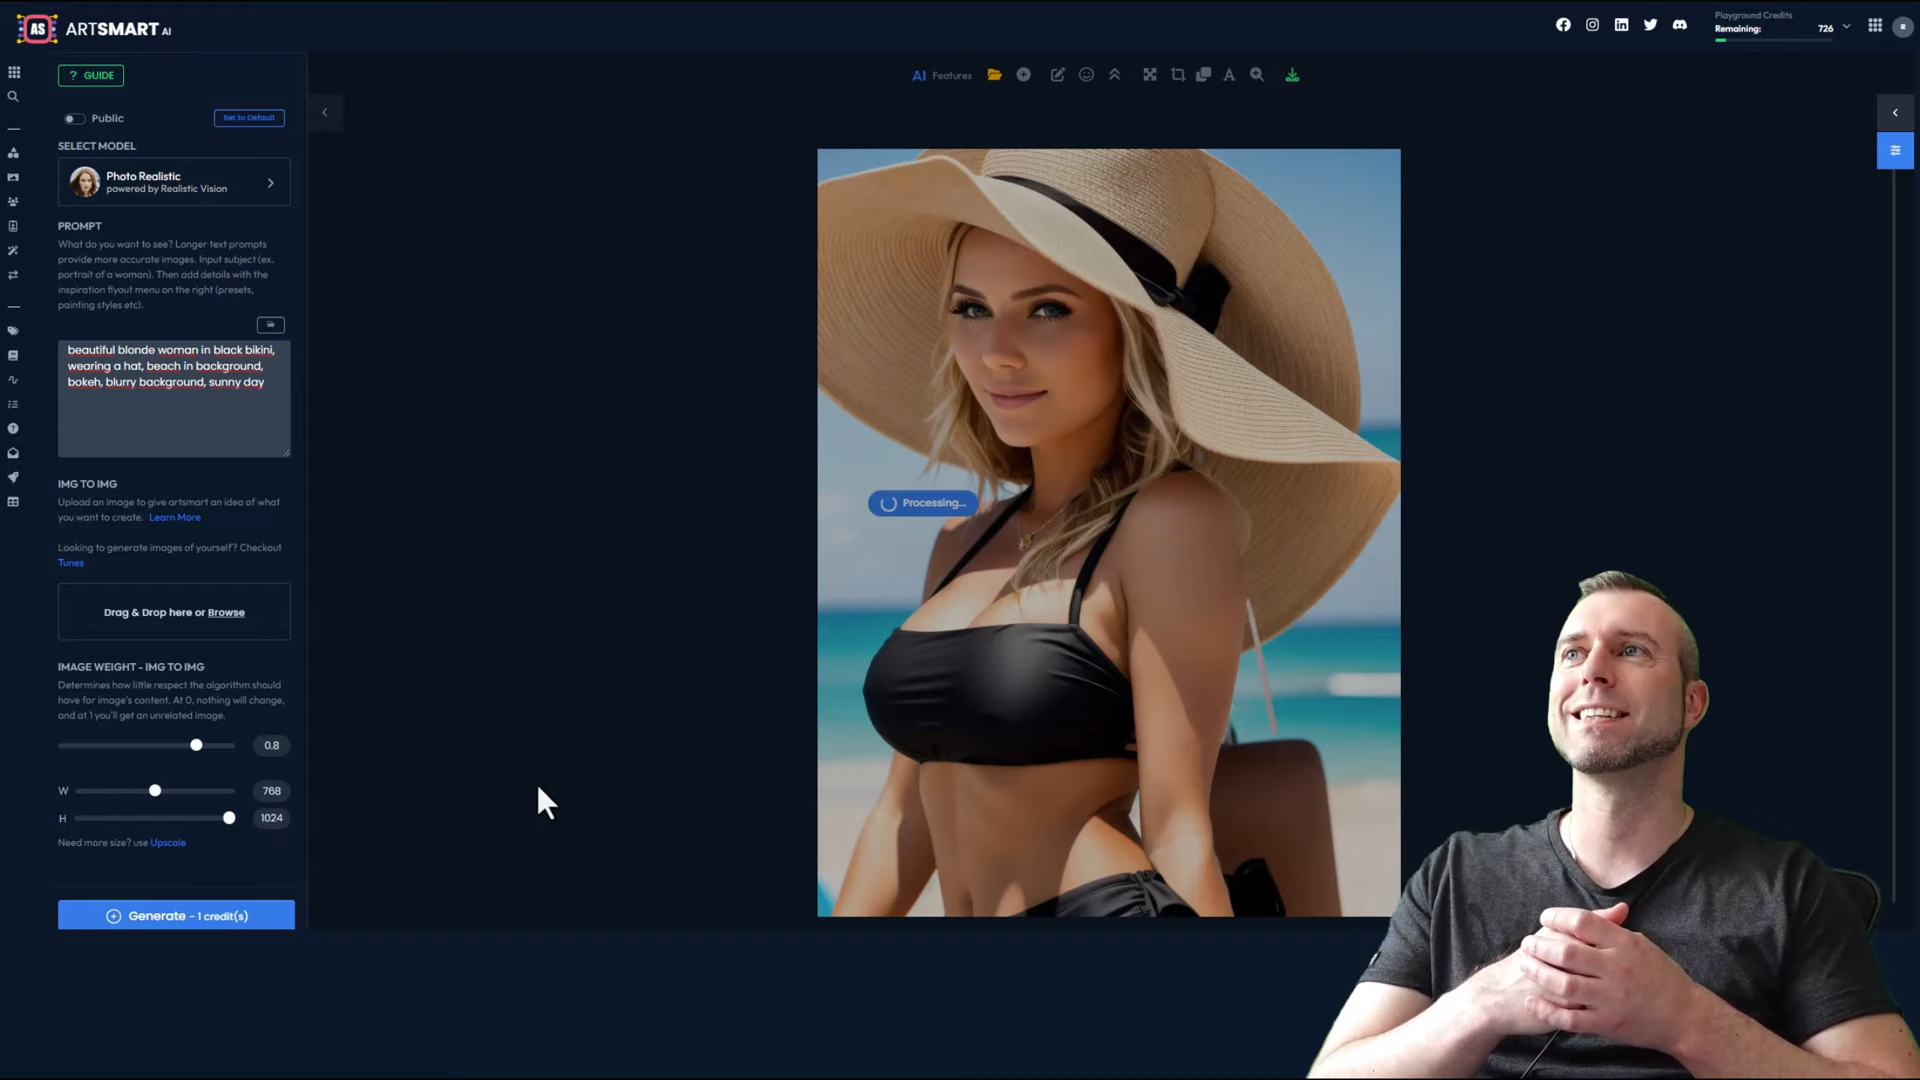 AS ARTSMART AI
Playground Credits
Remaining: 726
? GUIDE
AI Features
A
Public
Set to Default
SELECT MODEL
Photo Realistic
powered by Realistic Vision
PROMPT
What do you want to see? Longer text prompts
provide more accurate images. Input subject (ex.
portrait of a woman). Then add details with the
inspiration flyout menu on the right (presets,
painting styles etc).
beautiful blonde woman in black bikini,
wearing a hat, beach in background,
bokeh, blurry background, sunny day
IMG TO IMG
Upload an image to give artsmart an idea of what
you want to create. Learn More
Looking to generate images of yourself? Checkout
Tunes
Processing...
Drag & Drop here or Browse
IMAGE WEIGHT - IMG TO IMG
Determines how little respect the algorithm should
have for image's content. At 0, nothing will change,
and at 1 you'll get an unrelated image.
0.8
W 768
H 1024
Need more size? use Upscale
Generate - 1 credit(s)